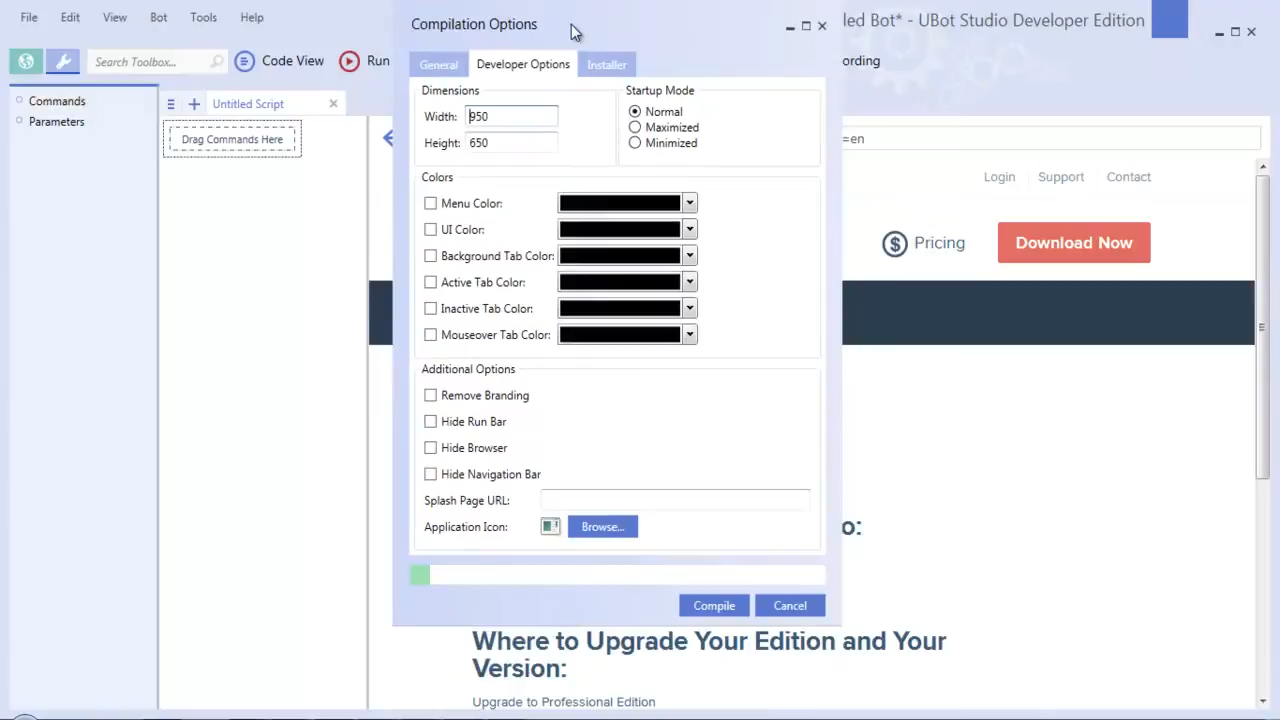 File Edit View Bot Tools Help
Compilation Options
led Bot* - UBot Studio Developer Edition
Search Toolbox...
Code View
Run
ording
General Developer Options Installer
Commands
Parameters
Untitled Script
Drag Commands Here
Dimensions
Width: 950
Height: 650
Startup Mode
Normal
Maximized
Minimized
=en
Login Support Contact
Colors
Menu Color:
UI Color:
Background Tab Color:
Active Tab Color:
Inactive Tab Color:
Mouseover Tab Color:
$ Pricing
Download Now
Additional Options
Remove Branding
Hide Run Bar
Hide Browser
Hide Navigation Bar
Splash Page URL:
Application Icon: Browse...
o:
Compile Cancel
Where to Upgrade Your Edition and Your
Version:
Upgrade to Professional Edition